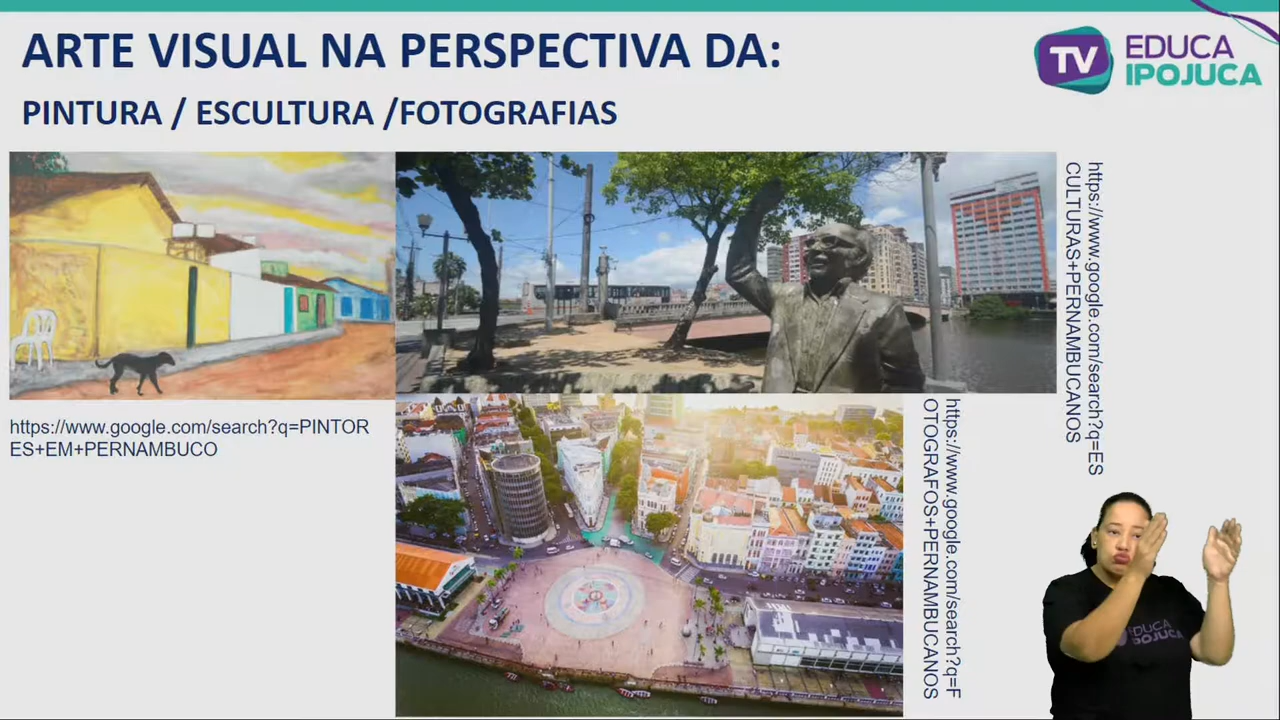 ARTE VISUAL NA PERSPECTIVA DA:
PINTURA / ESCULTURA /FOTOGRAFIAS
TV EDUCA
IPOJUCA
https://www.google.com/search?q=PINTOR
ES+EM+PERNAMBUCO
https://www.google.com/search?q=ES
CULTURAS+PERNAMBUCANOS
https://www.google.com/search?q=F
OTOGRAFOS+PERNAMBUCANOS
EDUCA
IPOJUCA